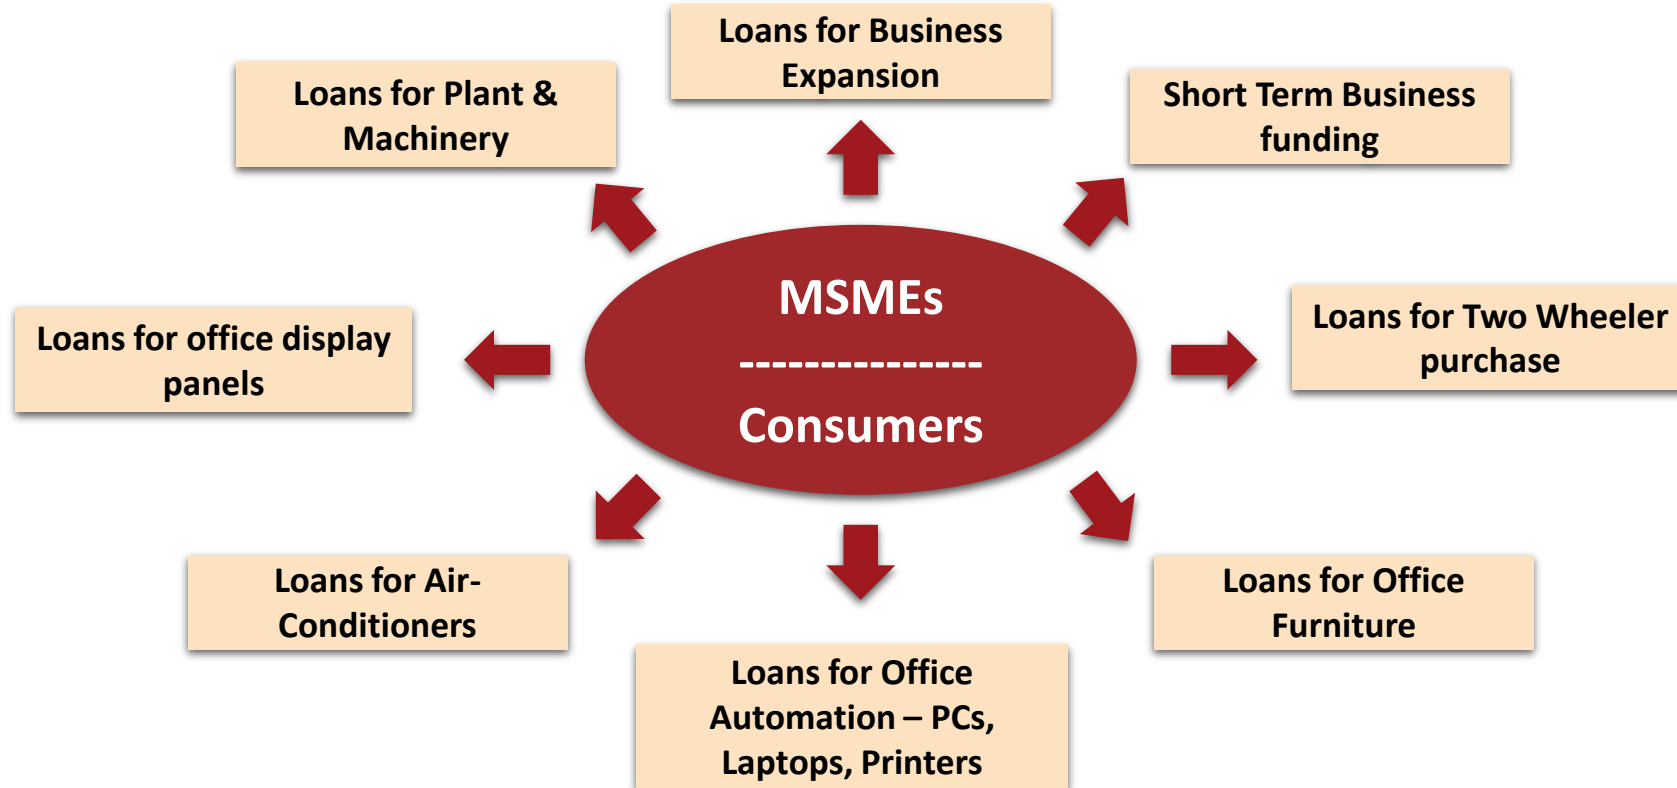 Loans for Business
Expansion
Loans for Plant &
Machinery
Short Term Business
funding
MSMEs
---------------
Consumers
Loans for office display
panels
Loans for Two Wheeler
purchase
Loans for Air-
Conditioners
Loans for Office
Furniture
Loans for Office
Automation – PCs,
Laptops, Printers